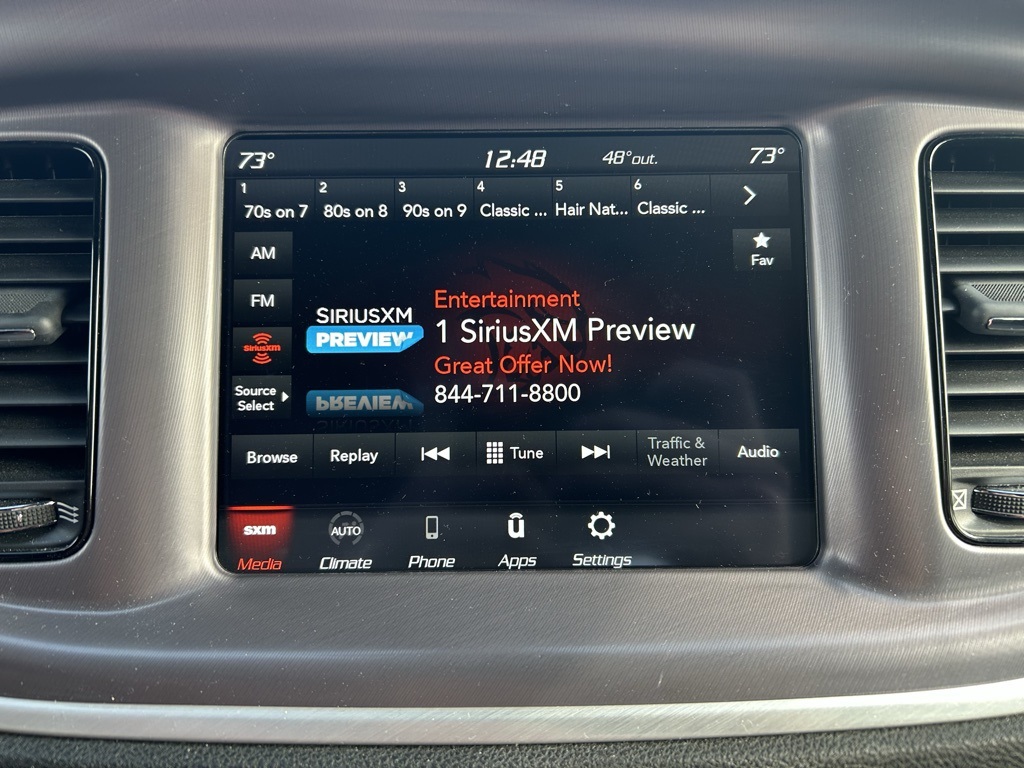 73° 12:48 48°out. 73°
1 2 3 4 5 6
70s on 7 80s on 8 90s on 9 Classic ... Hair Nat... Classic ...
AM
Fav
FM
SIRIUSXM
PREVIEW
Entertainment
1 SiriusXM Preview
Great Offer Now!
844-711-8800
SiriusXm
Source
Select
Browse Replay Tune Traffic &
Weather Audio
sxm AUTO
Media Climate Phone Apps Settings